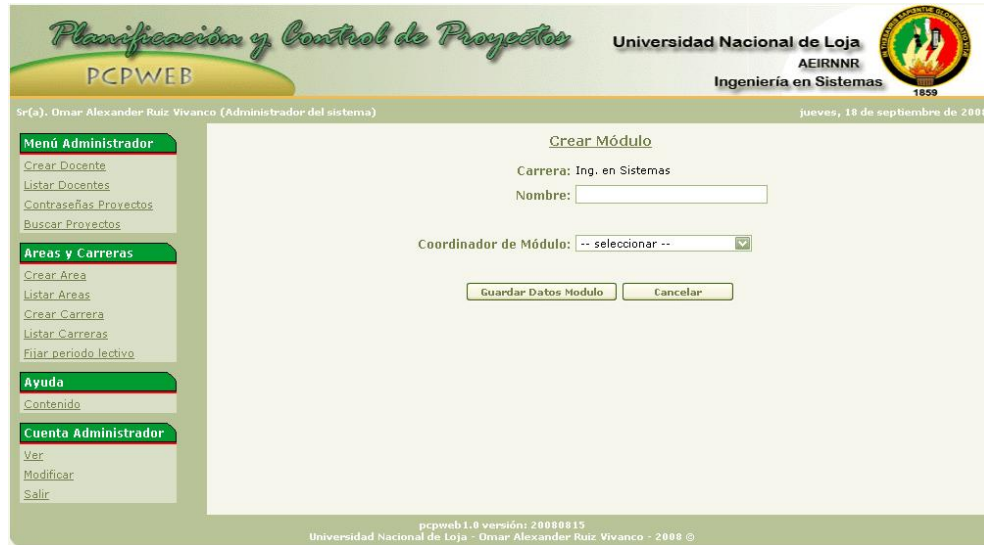 Planificación y Control de Proyectos
PCPWEB
Universidad Nacional de Loja
AEIRNNR
Ingeniería en Sistemas
1859
Sr(a). Omar Alexander Ruiz Vivanco (Administrador del sistema)
jueves, 18 de septiembre de 2008
Menú Administrador
Crear Docente
Listar Docentes
Contraseñas Proyectos
Buscar Proyectos
Areas y Carreras
Crear Area
Listar Areas
Crear Carrera
Listar Carreras
Fijar periodo lectivo
Ayuda
Contenido
Cuenta Administrador
Ver
Modificar
Salir
Crear Módulo
Carrera: Ing. en Sistemas
Nombre:
Coordinador de Módulo: -- seleccionar --
Guardar Datos Modulo Cancelar
pcpweb1.0 versión: 20080815
Universidad Nacional de Loja - Omar Alexander Ruiz Vivanco - 2008 ©